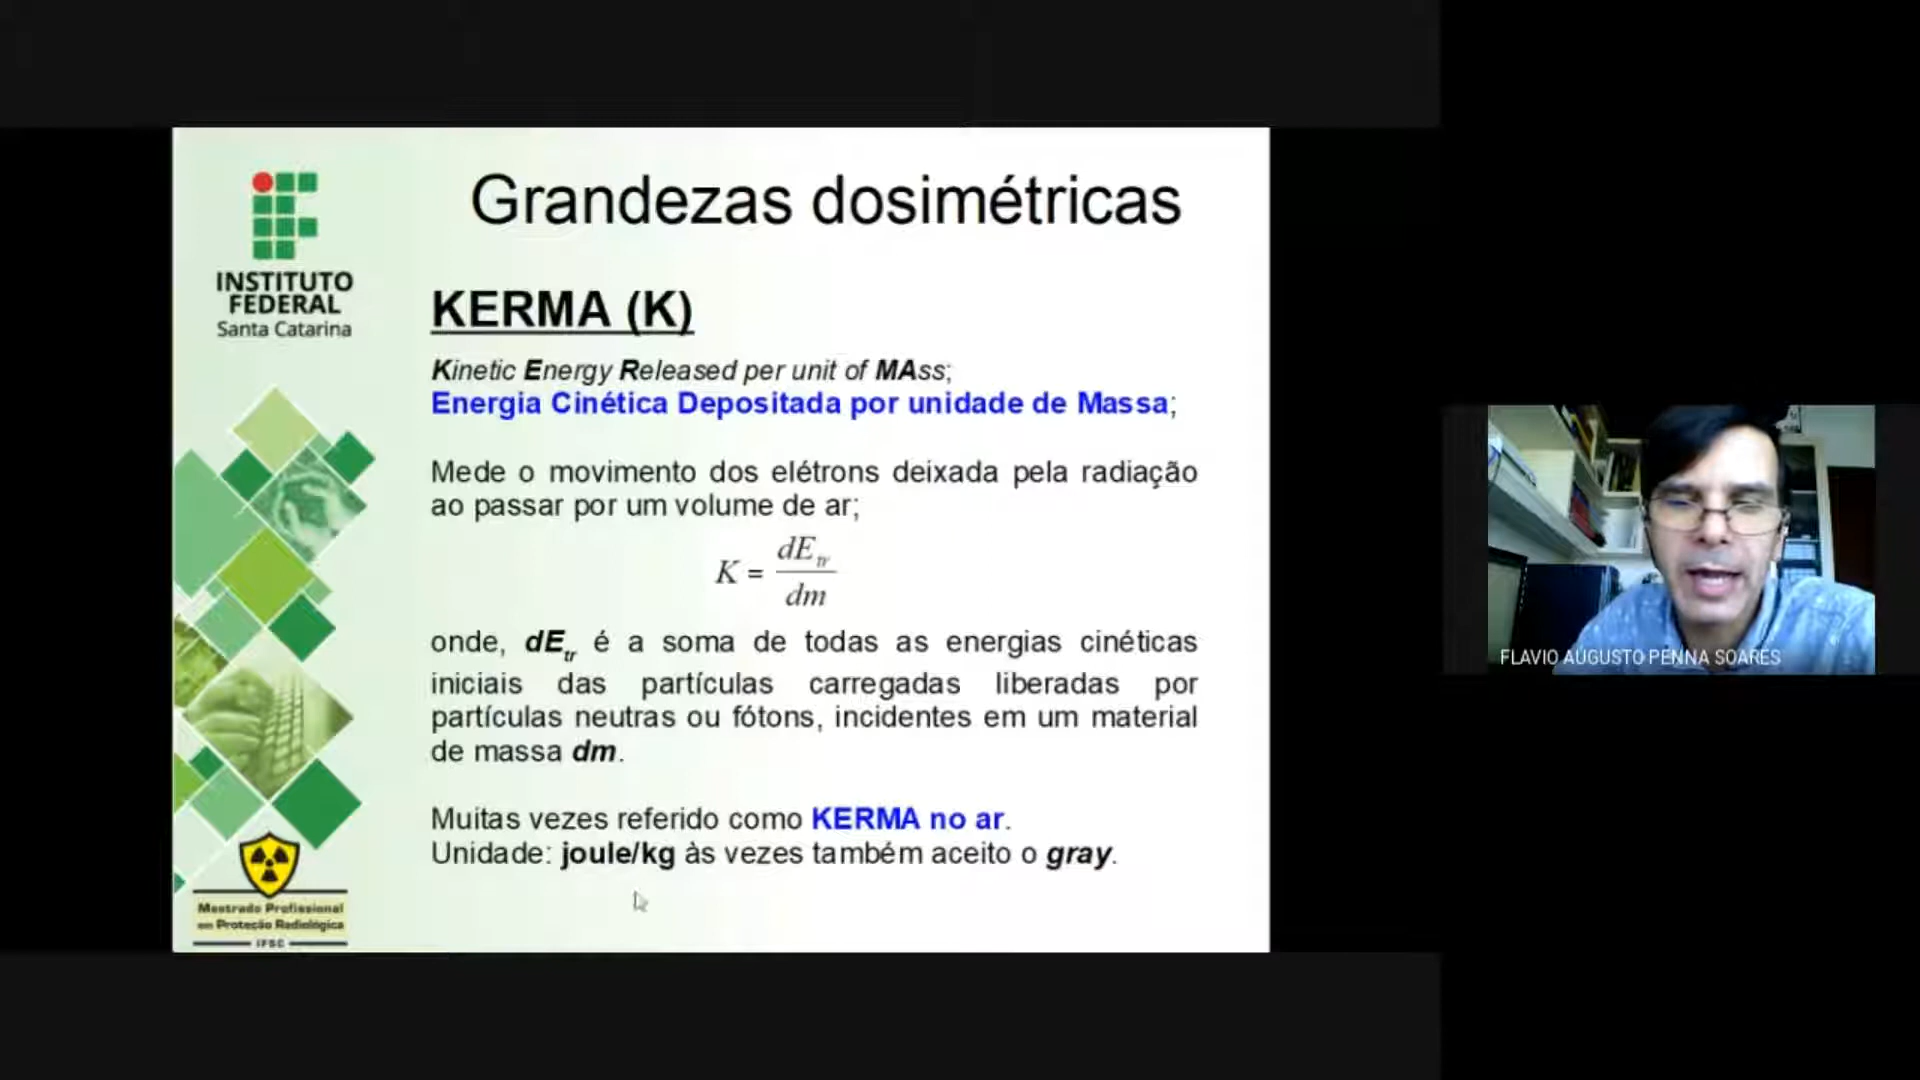 INSTITUTO
FEDERAL
Santa Catarina
Grandezas dosimétricas
KERMA (K)
Kinetic Energy Released per unit of MAss;
Energia Cinética Depositada por unidade de Massa;
Mede o movimento dos elétrons deixada pela radiação
ao passar por um volume de ar;
K = dE_tr / dm
onde, dE_tr é a soma de todas as energias cinéticas
iniciais das partículas carregadas liberadas por
partículas neutras ou fótons, incidentes em um material
de massa dm.
Muitas vezes referido como KERMA no ar.
Unidade: joule/kg às vezes também aceito o gray.
Mestrado Profissional
em Proteção Radiológica
IFSC
FLAVIO AUGUSTO PENNA SOARES